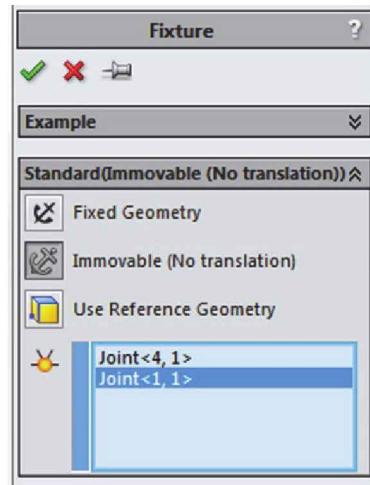 Fixture ?
Example
Standard(Immovable (No translation))
Fixed Geometry
Immovable (No translation)
Use Reference Geometry
Joint<4, 1>
Joint<1, 1>